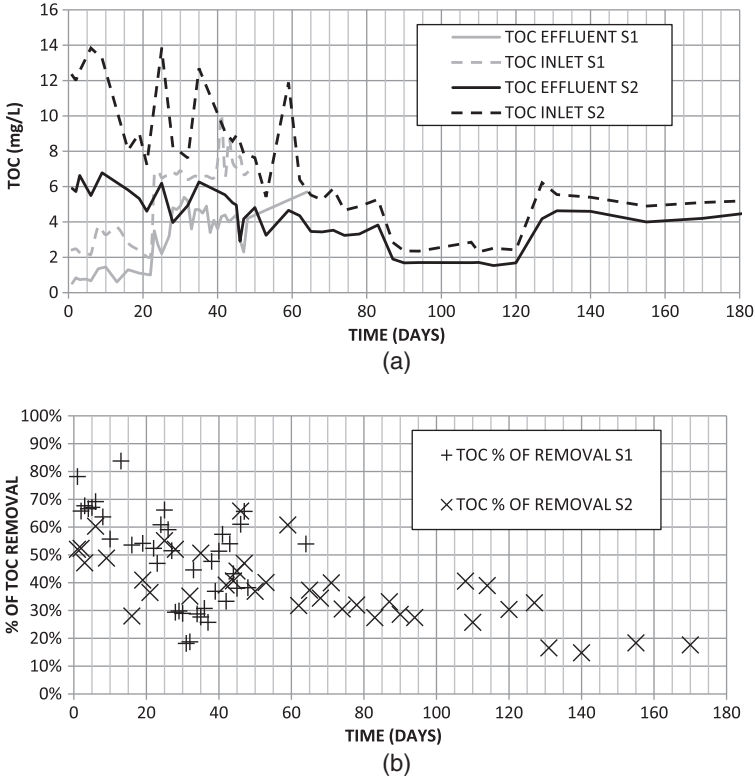 16
14
12
10
8
6
4
2
0
TOC (mg/L)
TOC EFFLUENT S1
TOC INLET S1
TOC EFFLUENT S2
TOC INLET S2
0 20 40 60 80 100 120 140 160 180
TIME (DAYS)
(a)
100%
90%
80%
70%
60%
50%
40%
30%
20%
10%
0%
% OF TOC REMOVAL
TOC % OF REMOVAL S1
TOC % OF REMOVAL S2
0 20 40 60 80 100 120 140 160 180
TIME (DAYS)
(b)